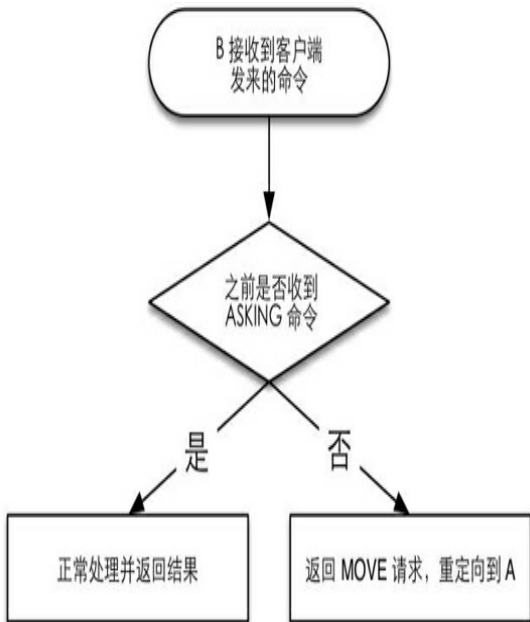 B 接收到客户端
发来的命令
之前是否收到
ASKING 命令
是
否
正常处理并返回结果
返回 MOVE 请求，重定向到 A